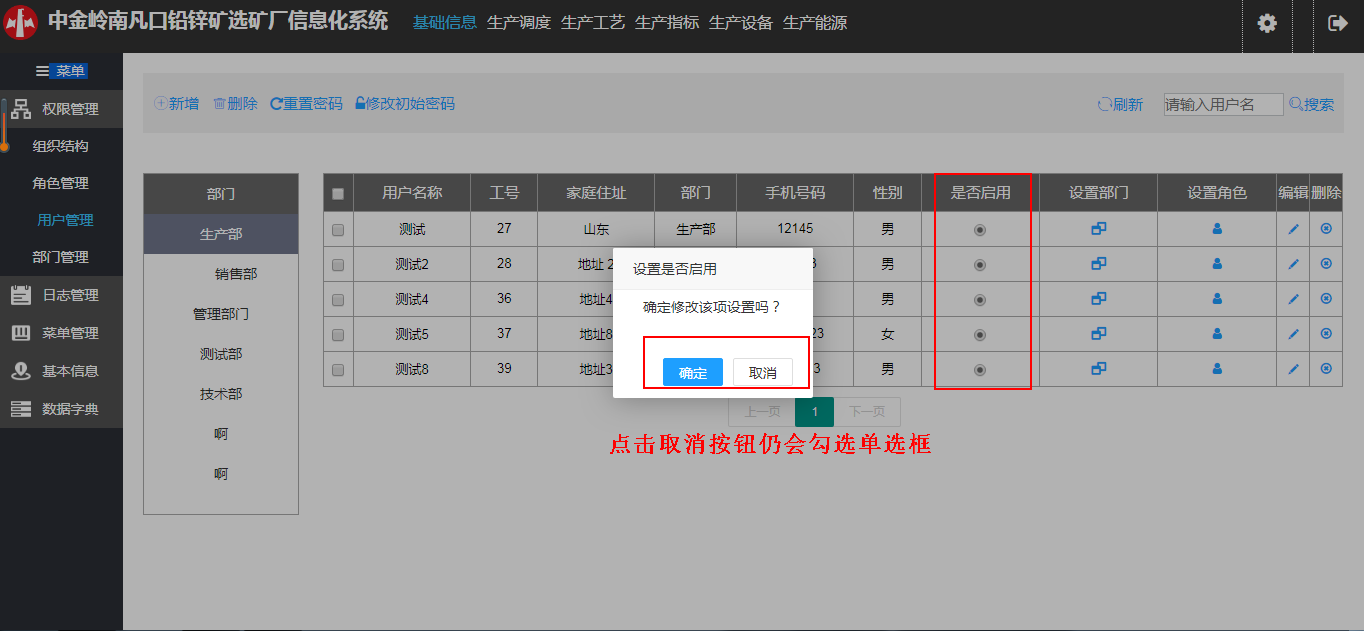 中金岭南凡口铅锌矿选矿厂信息化系统 基础信息 生产调度 生产工艺 生产指标 生产设备 生产能源
菜单
权限管理
组织结构
角色管理
用户管理
部门管理
日志管理
菜单管理
基本信息
数据字典
新增 删除 重置密码 修改初始密码 刷新 请输入用户名 搜索
部门
生产部
销售部
管理部门
测试部
技术部
啊
啊
用户名称 工号 家庭住址 部门 手机号码 性别 是否启用 设置部门 设置角色 编辑 删除
测试 27 山东 生产部 12145 男
测试2 28 地址 2 3 男
测试4 36 地址4 男
测试5 37 地址8 23 女
测试8 39 地址3 3 男
设置是否启用
确定修改该项设置吗？
确定 取消
上一页 1 下一页
点击取消按钮仍会勾选单选框